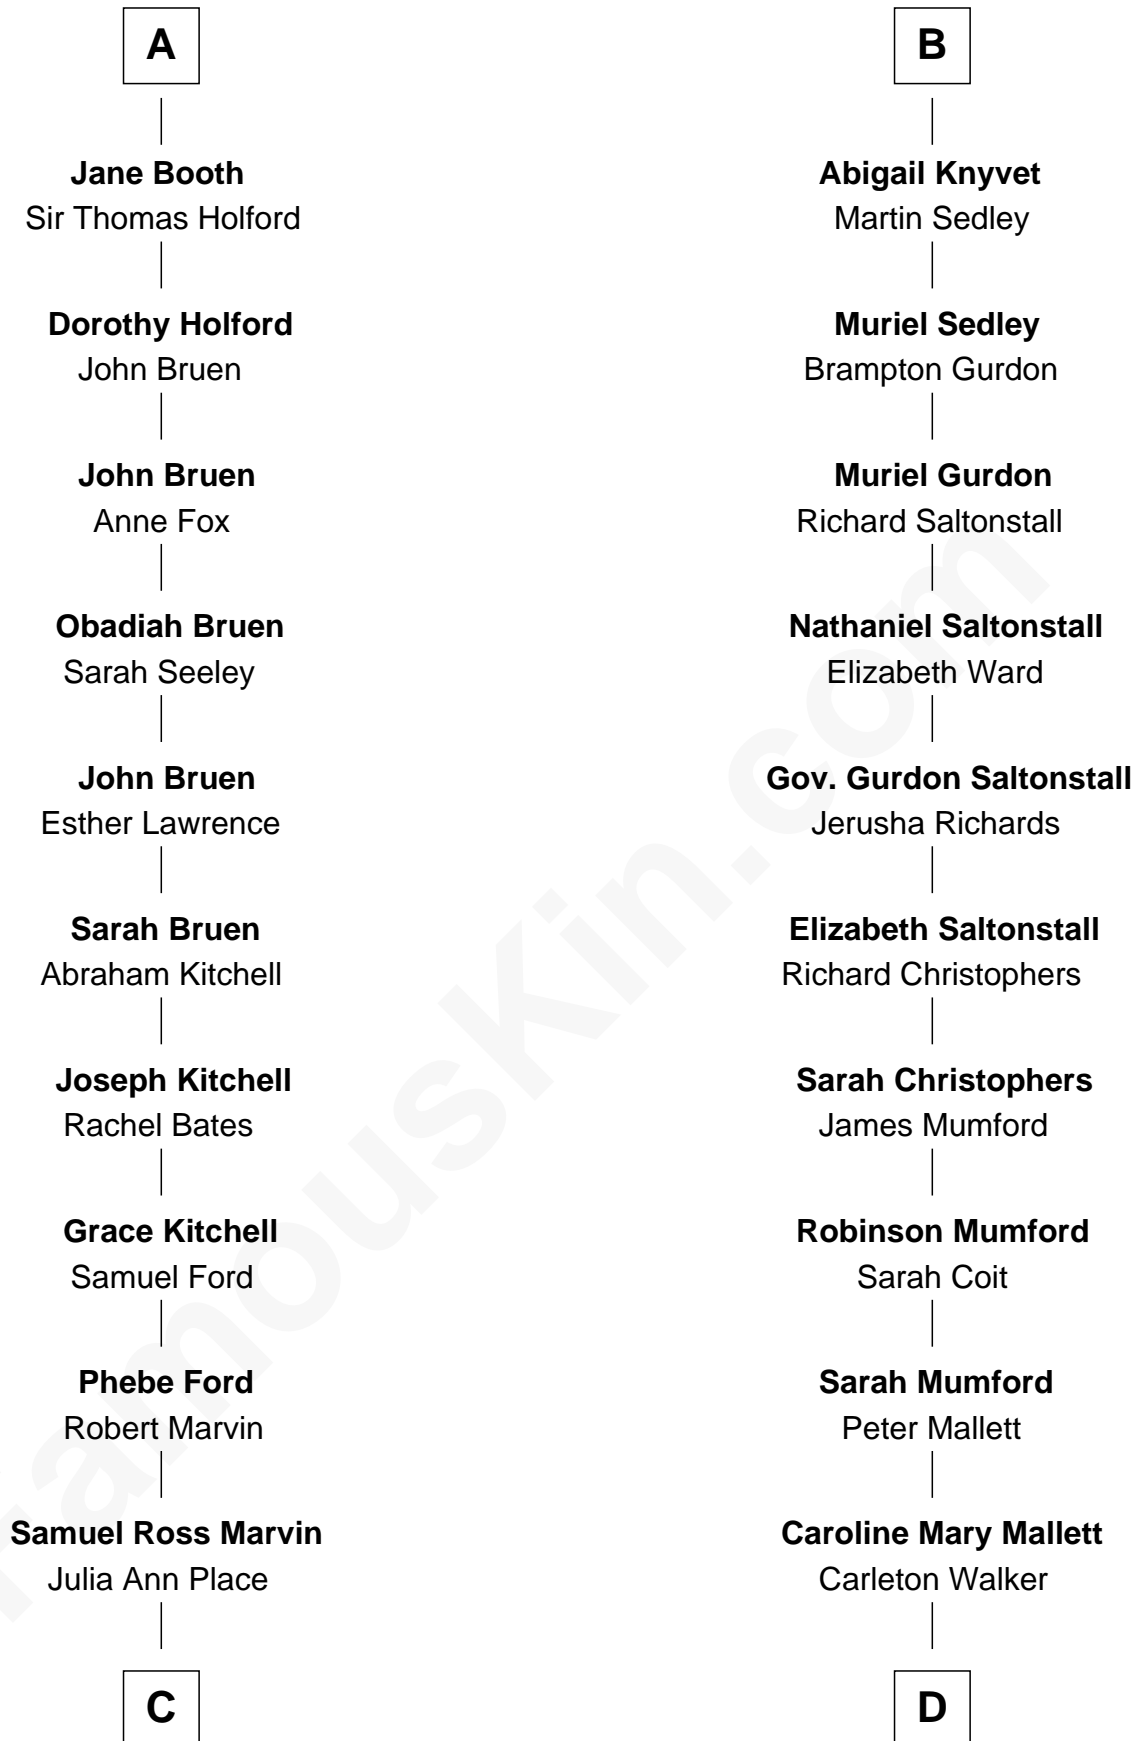 A
B
Jane Booth
Sir Thomas Holford
Abigail Knyvet
Martin Sedley
Dorothy Holford
John Bruen
Muriel Sedley
Brampton Gurdon
John Bruen
Anne Fox
Muriel Gurdon
Richard Saltonstall
Obadiah Bruen
Sarah Seeley
Nathaniel Saltonstall
Elizabeth Ward
John Bruen
Esther Lawrence
Gov. Gurdon Saltonstall
Jerusha Richards
Sarah Bruen
Abraham Kitchell
Elizabeth Saltonstall
Richard Christophers
Joseph Kitchell
Rachel Bates
Sarah Christophers
James Mumford
Grace Kitchell
Samuel Ford
Robinson Mumford
Sarah Coit
Phebe Ford
Robert Marvin
Sarah Mumford
Peter Mallett
Samuel Ross Marvin
Julia Ann Place
Caroline Mary Mallett
Carleton Walker
C
D
FamousKin.com